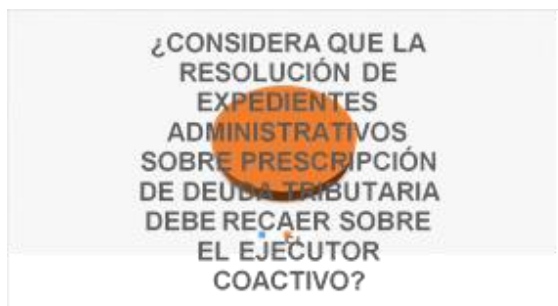 ¿CONSIDERA QUE LA
RESOLUCIÓN DE
EXPEDIENTES
ADMINISTRATIVOS
SOBRE PRESCRIPCIÓN
DE DEUDA TRIBUTARIA
DEBE RECAER SOBRE
EL EJECUTOR
COACTIVO?